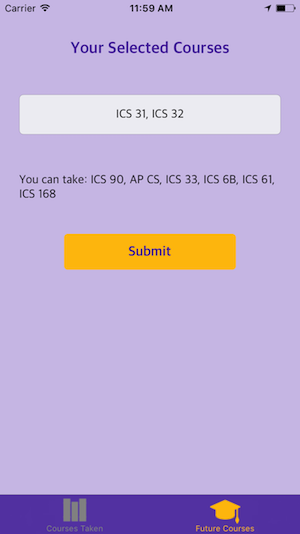 Carrier 11:59 AM
Your Selected Courses
ICS 31, ICS 32
You can take: ICS 90, AP CS, ICS 33, ICS 6B, ICS 61,
ICS 168
Submit
Courses Taken Future Courses